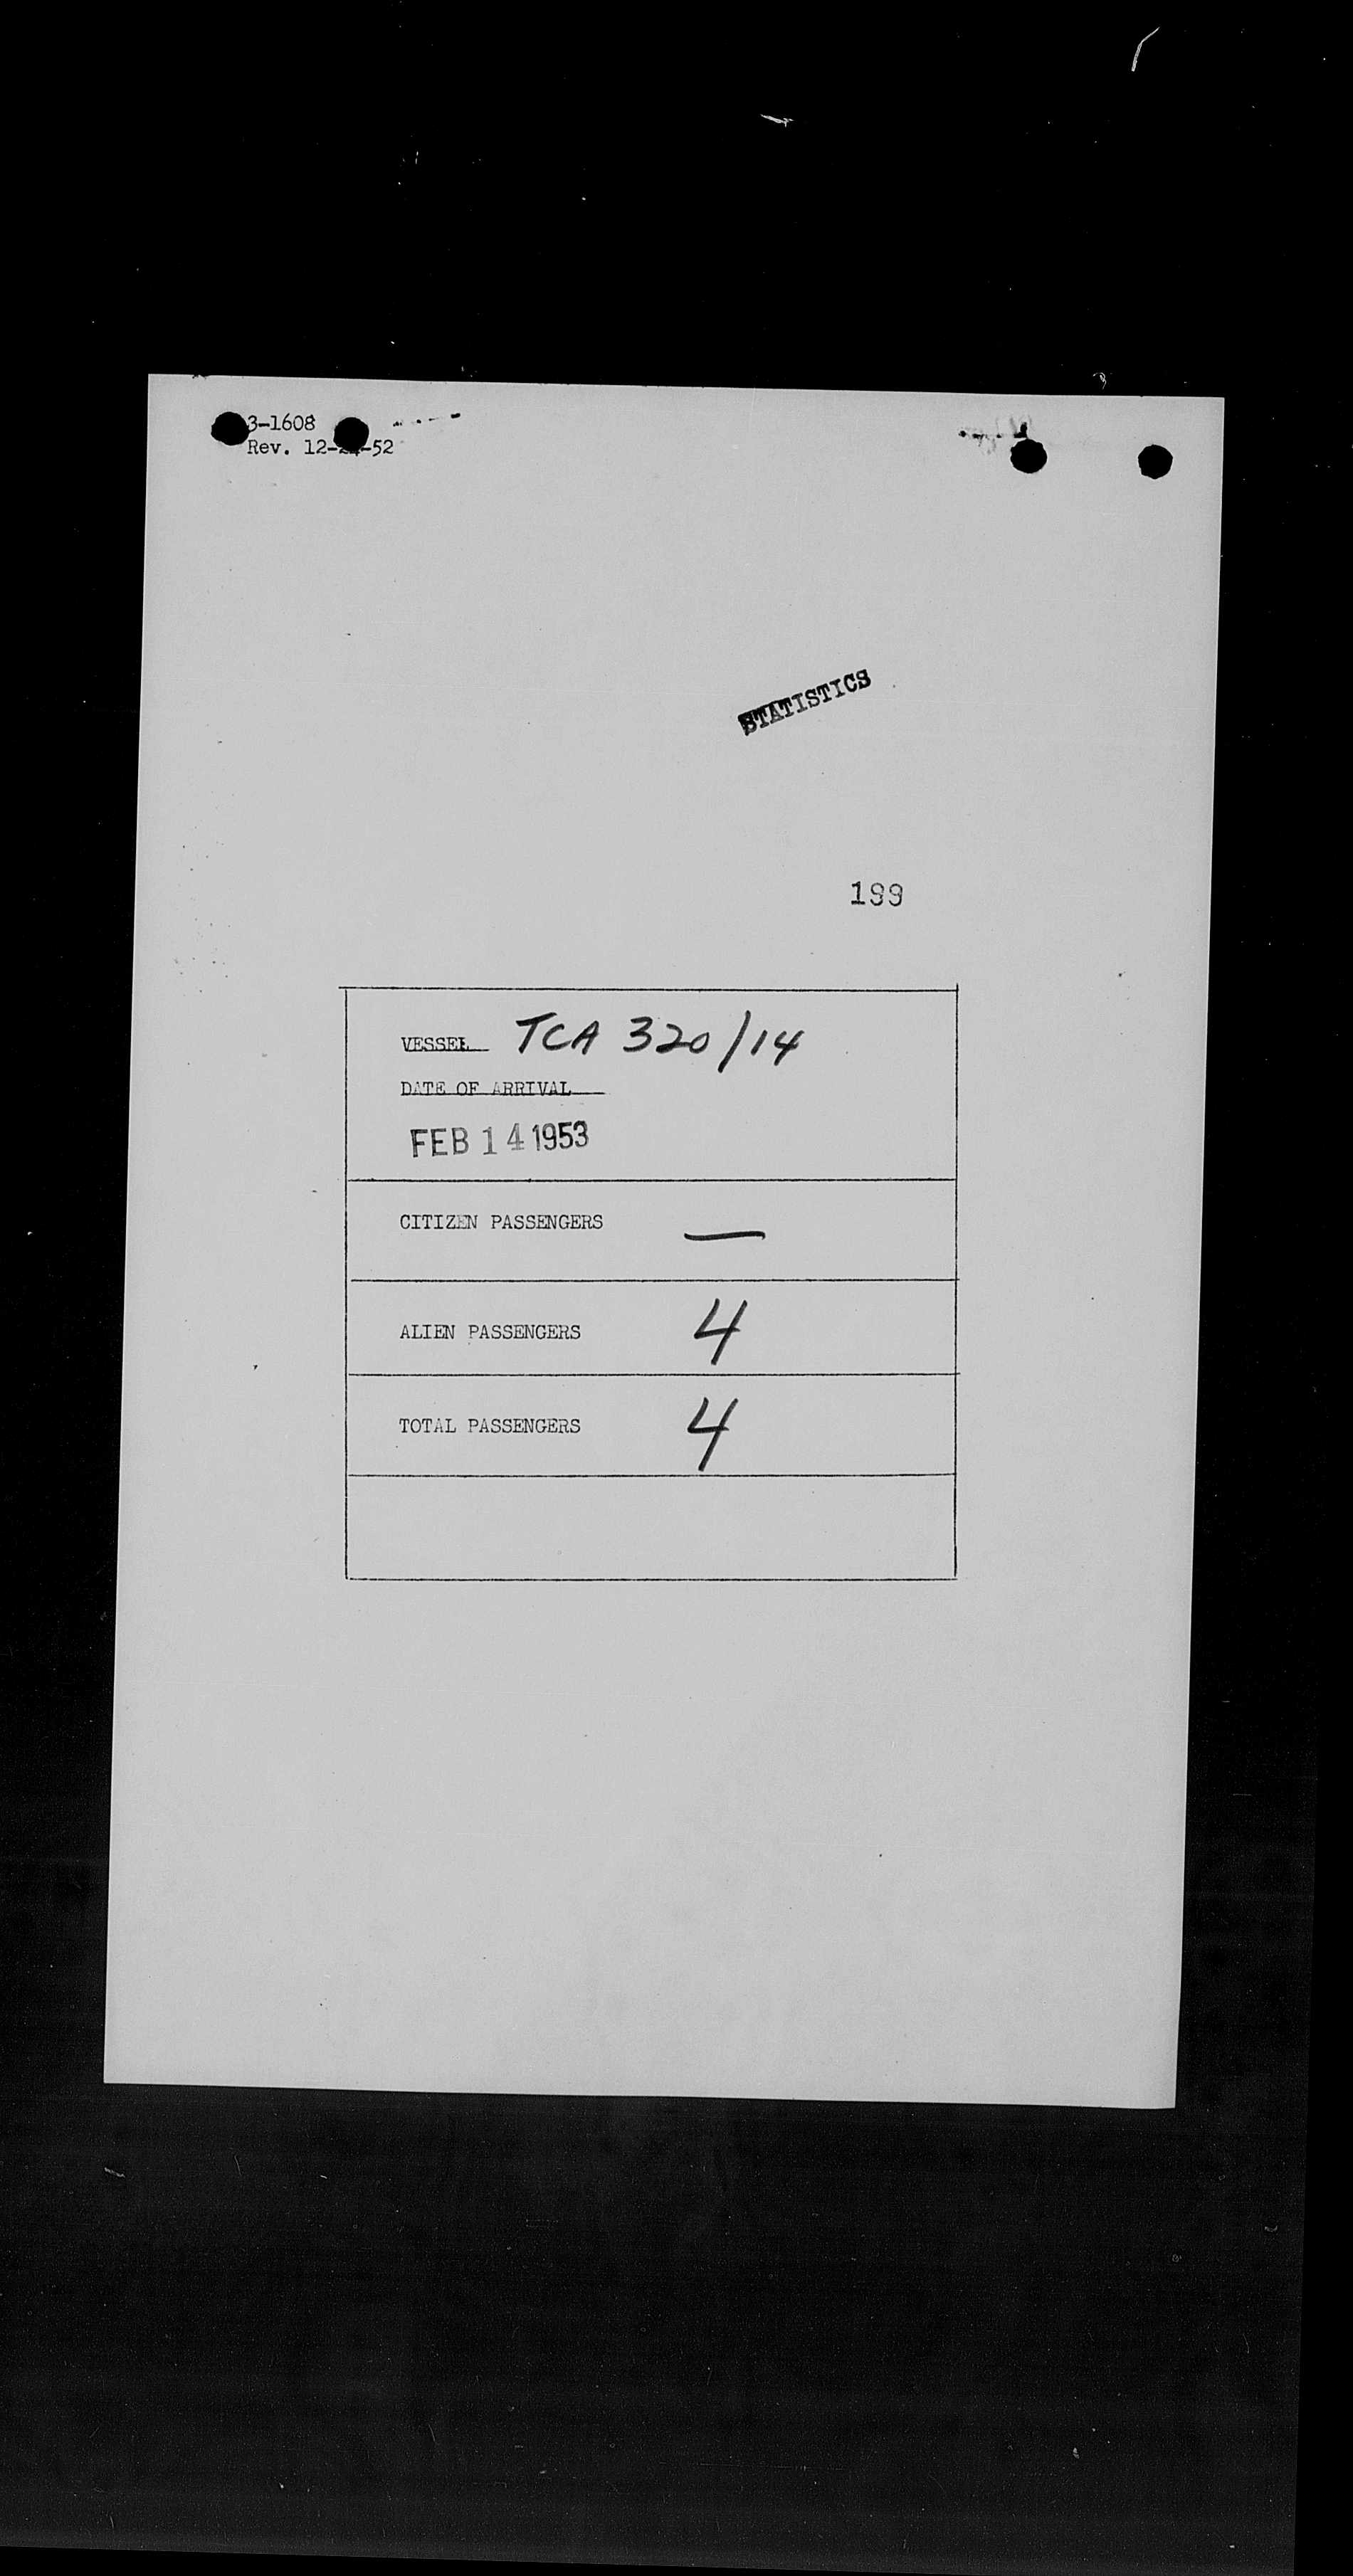 3-1608
Rev. 12- -52
STATISTICS
199
VESSEL TCA 320/14
DATE OF ARRIVAL
FEB 14 1953
CITIZEN PASSENGERS —
ALIEN PASSENGERS 4
TOTAL PASSENGERS 4